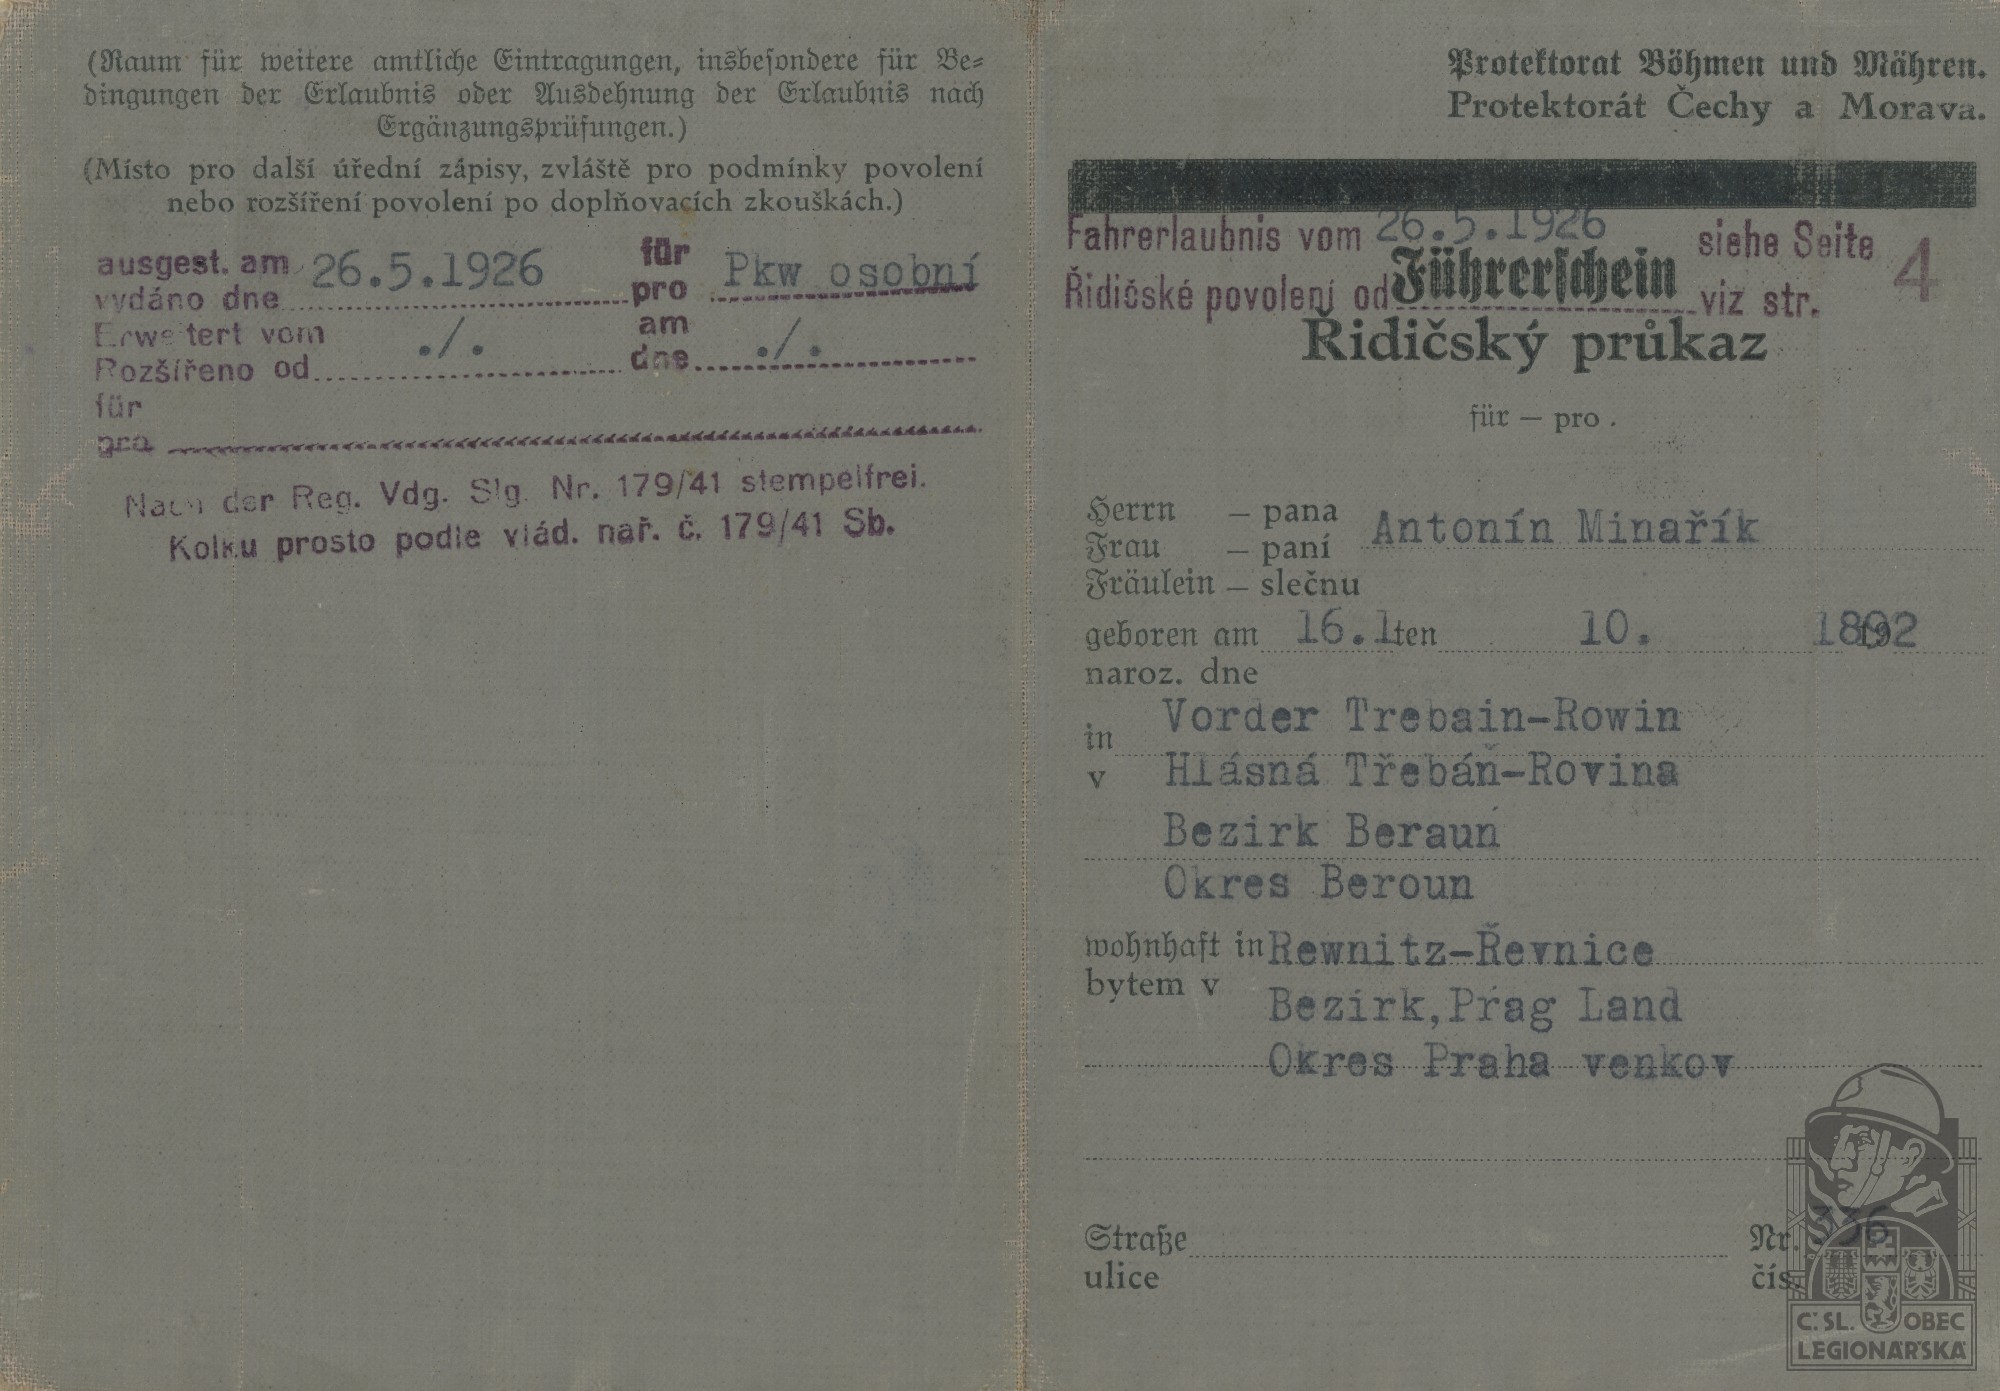 (Raum für weitere amtliche Eintragungen, insbesondere für Be-
dingungen der Erlaubnis oder Ausdehnung der Erlaubnis nach
Ergänzungsprüfungen.)
(Místo pro další úřední zápisy, zvláště pro podmínky povolení
nebo rozšíření povolení po doplňovacích zkouškách.)
ausgest. am 26.5.1926 für Pkw osobní
vydáno dne pro
Erweitert vom ./. am ./.
Rozšířeno od dne
für
pro
Nach der Reg. Vdg. Slg. Nr. 179/41 stempelfrei.
Kolku prosto podle vlád. nař. č. 179/41 Sb.
Protektorat Böhmen und Mähren.
Protektorát Čechy a Morava.
Fahrerlaubnis vom 26.5.1926 siehe Seite 4
Řidičské povolení od viz str.
Führerschein
Řidičský průkaz
für — pro .
Herrn — pana Antonín Minařík
Frau — paní
Fräulein — slečnu
geboren am 16.1ten 10. 1892
naroz. dne
in Vorder Trebain-Rowin
v Hlásná Třebáň-Rovina
Bezirk Beraun
Okres Beroun
wohnhaft in Rewnitz-Řevnice
bytem v
Bezirk,Prag Land
Okres Praha venkov
Straße Nr. 336
ulice čís.
Č.SL. OBEC
LEGIONÁŘSKÁ